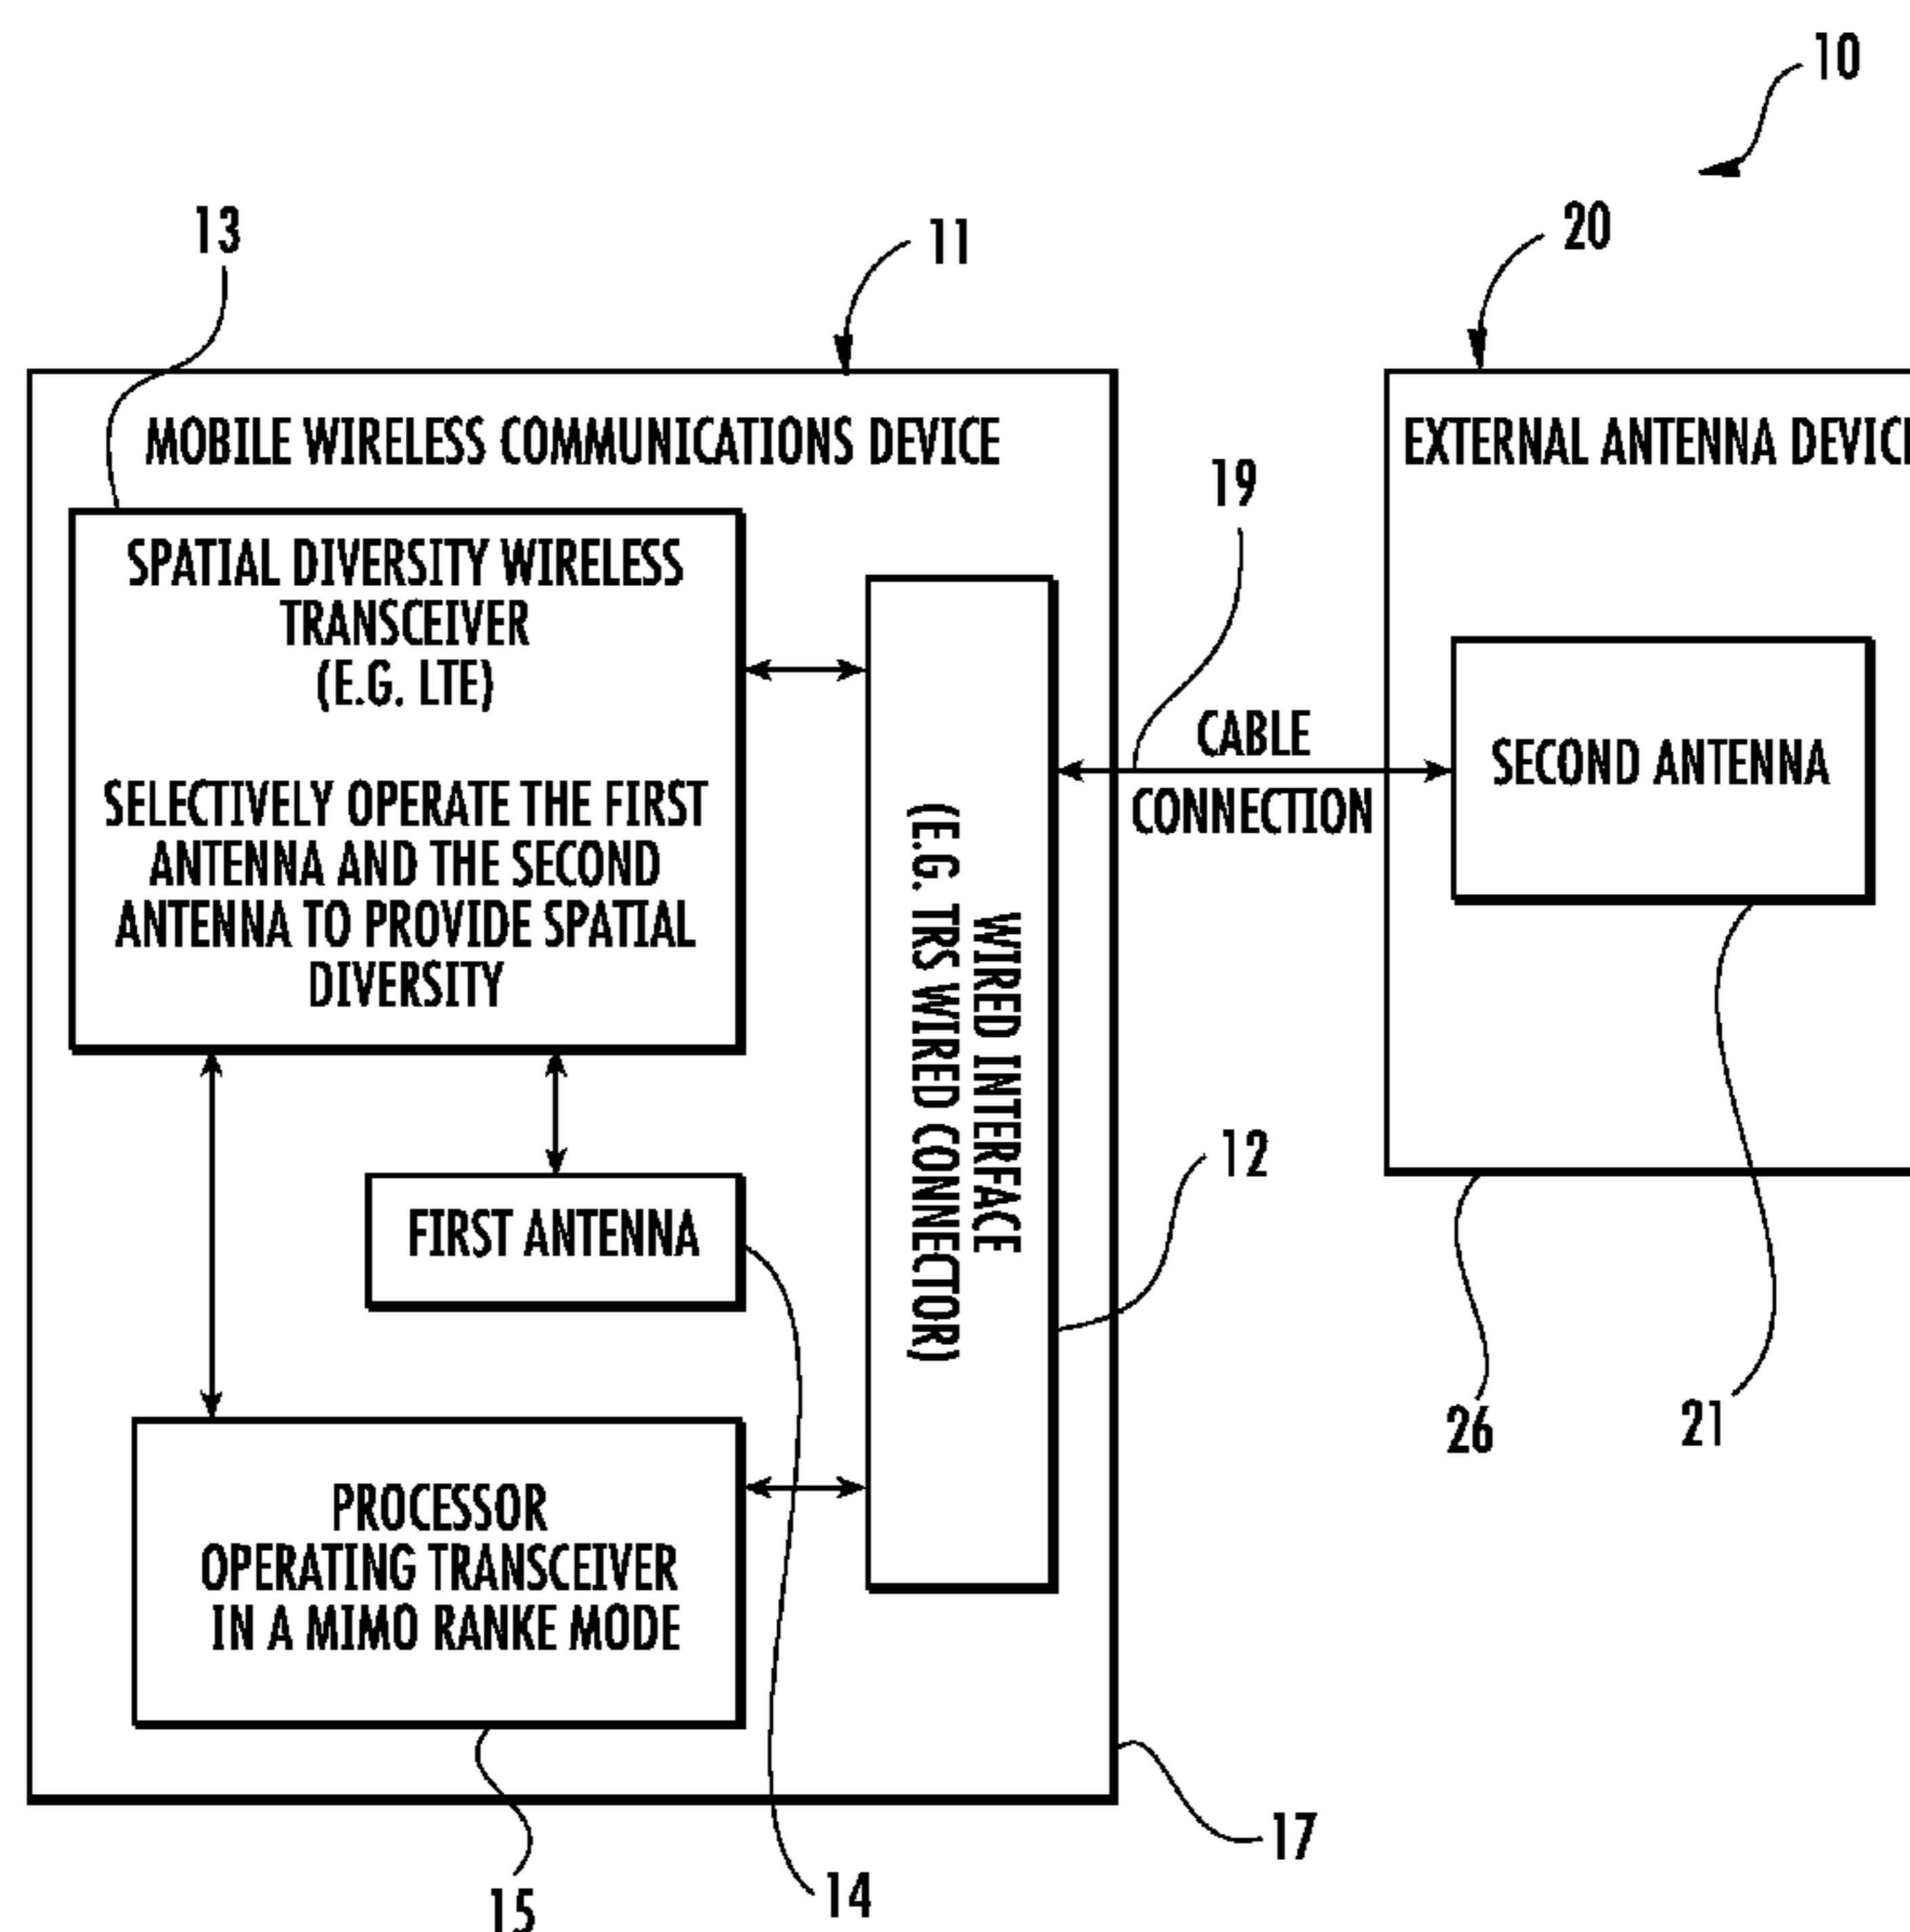 10
13
11
20
MOBILE WIRELESS COMMUNICATIONS DEVICE
EXTERNAL ANTENNA DEVICE
SPATIAL DIVERSITY WIRELESS
TRANSCEIVER
(E.G. LTE)
SELECTIVELY OPERATE THE FIRST
ANTENNA AND THE SECOND
ANTENNA TO PROVIDE SPATIAL
DIVERSITY
19
CABLE
CONNECTION
SECOND ANTENNA
WIRED INTERFACE
(E.G. TRS WIRED CONNECTOR)
12
FIRST ANTENNA
26
21
PROCESSOR
OPERATING TRANSCEIVER
IN A MIMO RANKE MODE
17
14
15